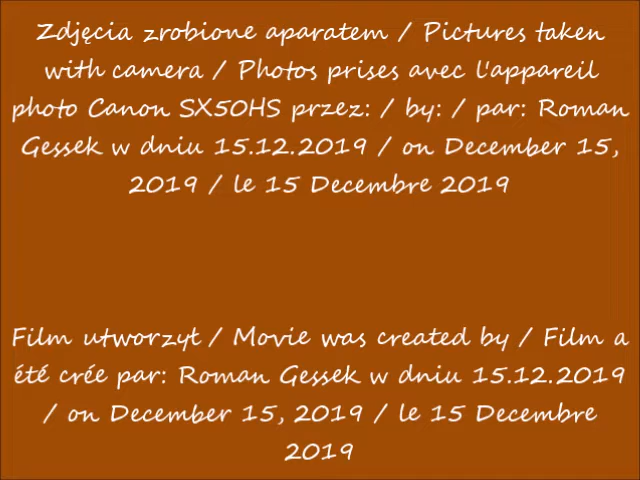 Zdjęcia zrobione aparatem / Pictures taken
with camera / Photos prises avec l'appareil
photo Canon SX50HS przez: / by: / par: Roman
Gessek w dniu 15.12.2019 / on December 15,
2019 / le 15 Decembre 2019
Film utworzył / Movie was created by / Film a
été crée par: Roman Gessek w dniu 15.12.2019
/ on December 15, 2019 / le 15 Decembre
2019